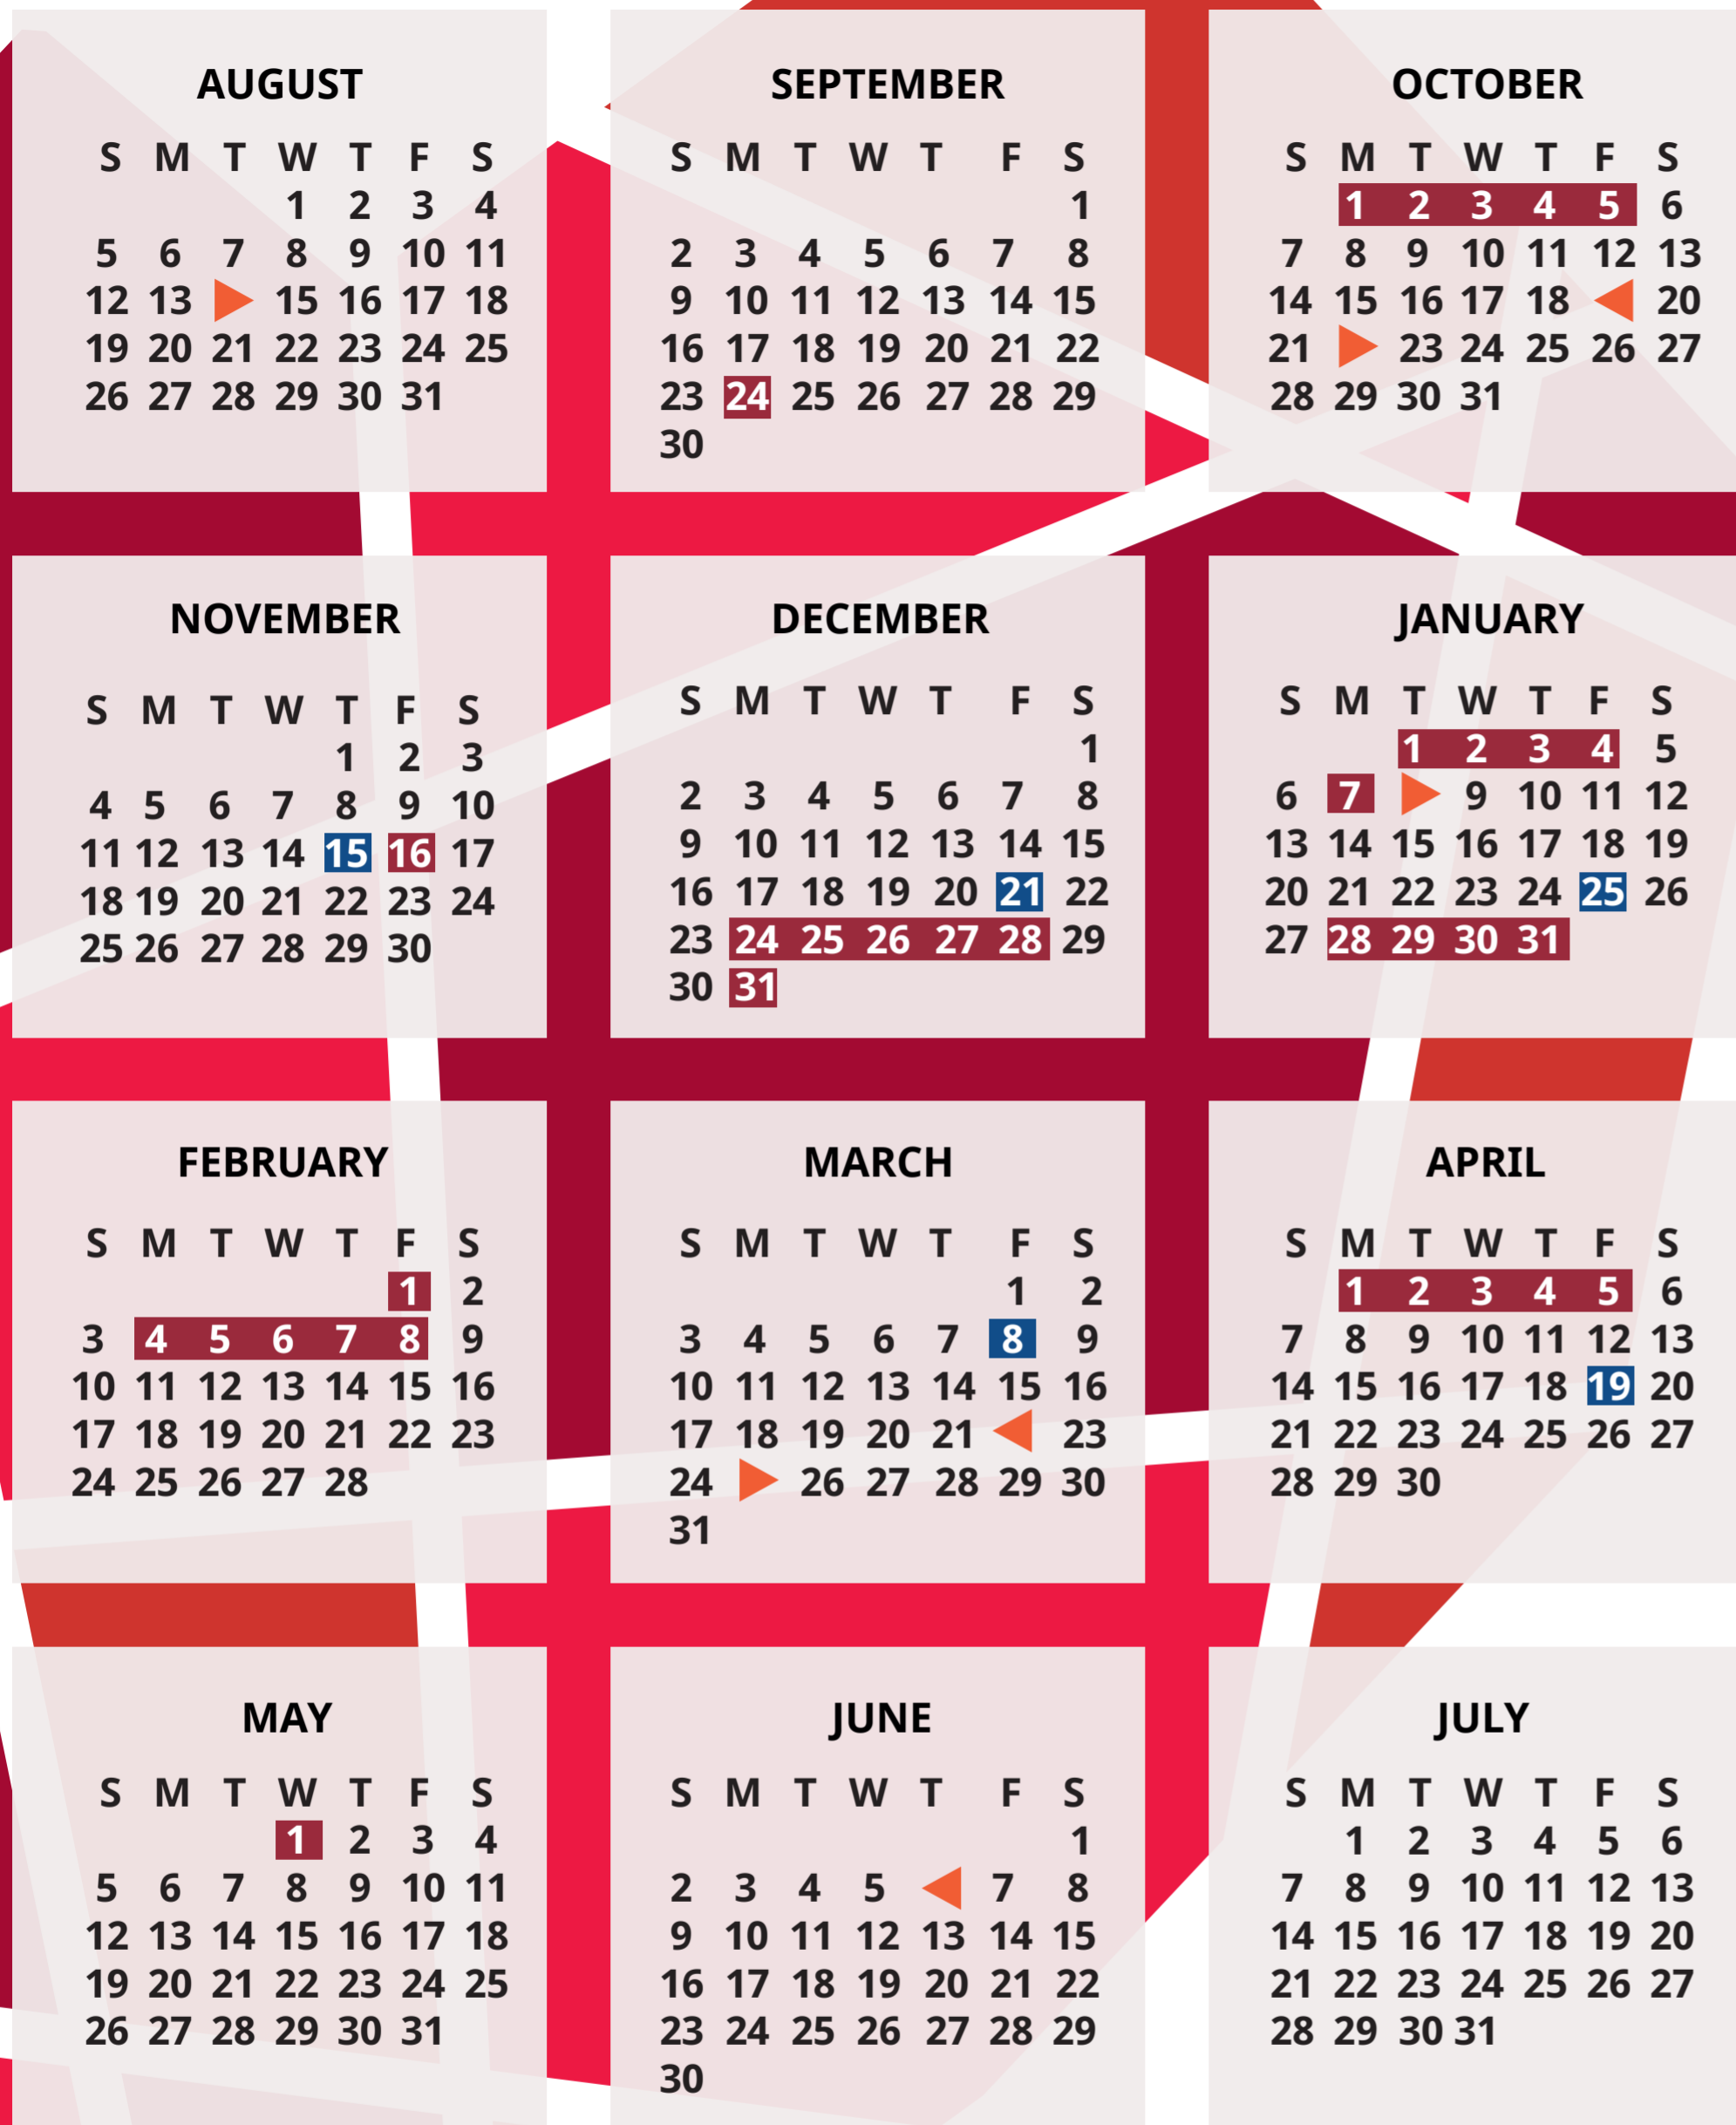 AUGUST
S M T W T F S
1 2 3 4
5 6 7 8 9 10 11
12 13 15 16 17 18
19 20 21 22 23 24 25
26 27 28 29 30 31
SEPTEMBER
S M T W T F S
1
2 3 4 5 6 7 8
9 10 11 12 13 14 15
16 17 18 19 20 21 22
23 24 25 26 27 28 29
30
OCTOBER
S M T W T F S
1 2 3 4 5 6
7 8 9 10 11 12 13
14 15 16 17 18 20
21 23 24 25 26 27
28 29 30 31
NOVEMBER
S M T W T F S
1 2 3
4 5 6 7 8 9 10
11 12 13 14 15 16 17
18 19 20 21 22 23 24
25 26 27 28 29 30
DECEMBER
S M T W T F S
1
2 3 4 5 6 7 8
9 10 11 12 13 14 15
16 17 18 19 20 21 22
23 24 25 26 27 28 29
30 31
JANUARY
S M T W T F S
1 2 3 4 5
6 7 9 10 11 12
13 14 15 16 17 18 19
20 21 22 23 24 25 26
27 28 29 30 31
FEBRUARY
S M T W T F S
1 2
3 4 5 6 7 8 9
10 11 12 13 14 15 16
17 18 19 20 21 22 23
24 25 26 27 28
MARCH
S M T W T F S
1 2
3 4 5 6 7 8 9
10 11 12 13 14 15 16
17 18 19 20 21 23
24 26 27 28 29 30
31
APRIL
S M T W T F S
1 2 3 4 5 6
7 8 9 10 11 12 13
14 15 16 17 18 19 20
21 22 23 24 25 26 27
28 29 30
MAY
S M T W T F S
1 2 3 4
5 6 7 8 9 10 11
12 13 14 15 16 17 18
19 20 21 22 23 24 25
26 27 28 29 30 31
JUNE
S M T W T F S
1
2 3 4 5 7 8
9 10 11 12 13 14 15
16 17 18 19 20 21 22
23 24 25 26 27 28 29
30
JULY
S M T W T F S
1 2 3 4 5 6
7 8 9 10 11 12 13
14 15 16 17 18 19 20
21 22 23 24 25 26 27
28 29 30 31